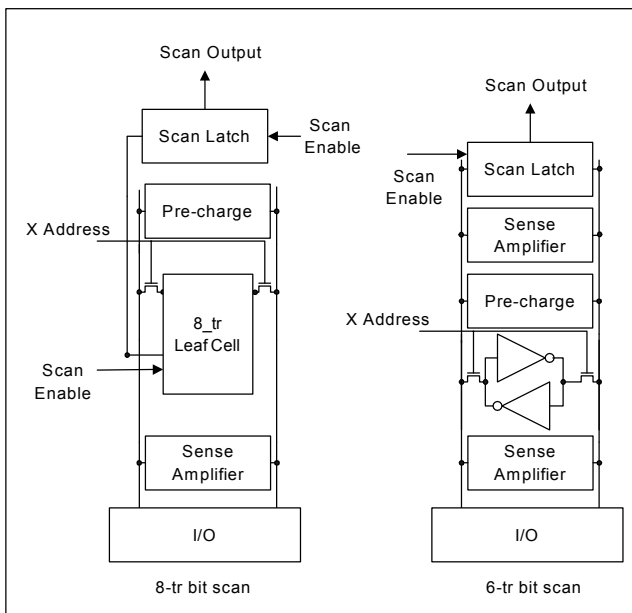 Scan Output
Scan Latch
Scan
Enable
Pre-charge
X Address
8_tr
Leaf Cell
Scan
Enable
Sense
Amplifier
I/O
8-tr bit scan
Scan Output
Scan Latch
Scan
Enable
Sense
Amplifier
Pre-charge
X Address
Sense
Amplifier
I/O
6-tr bit scan